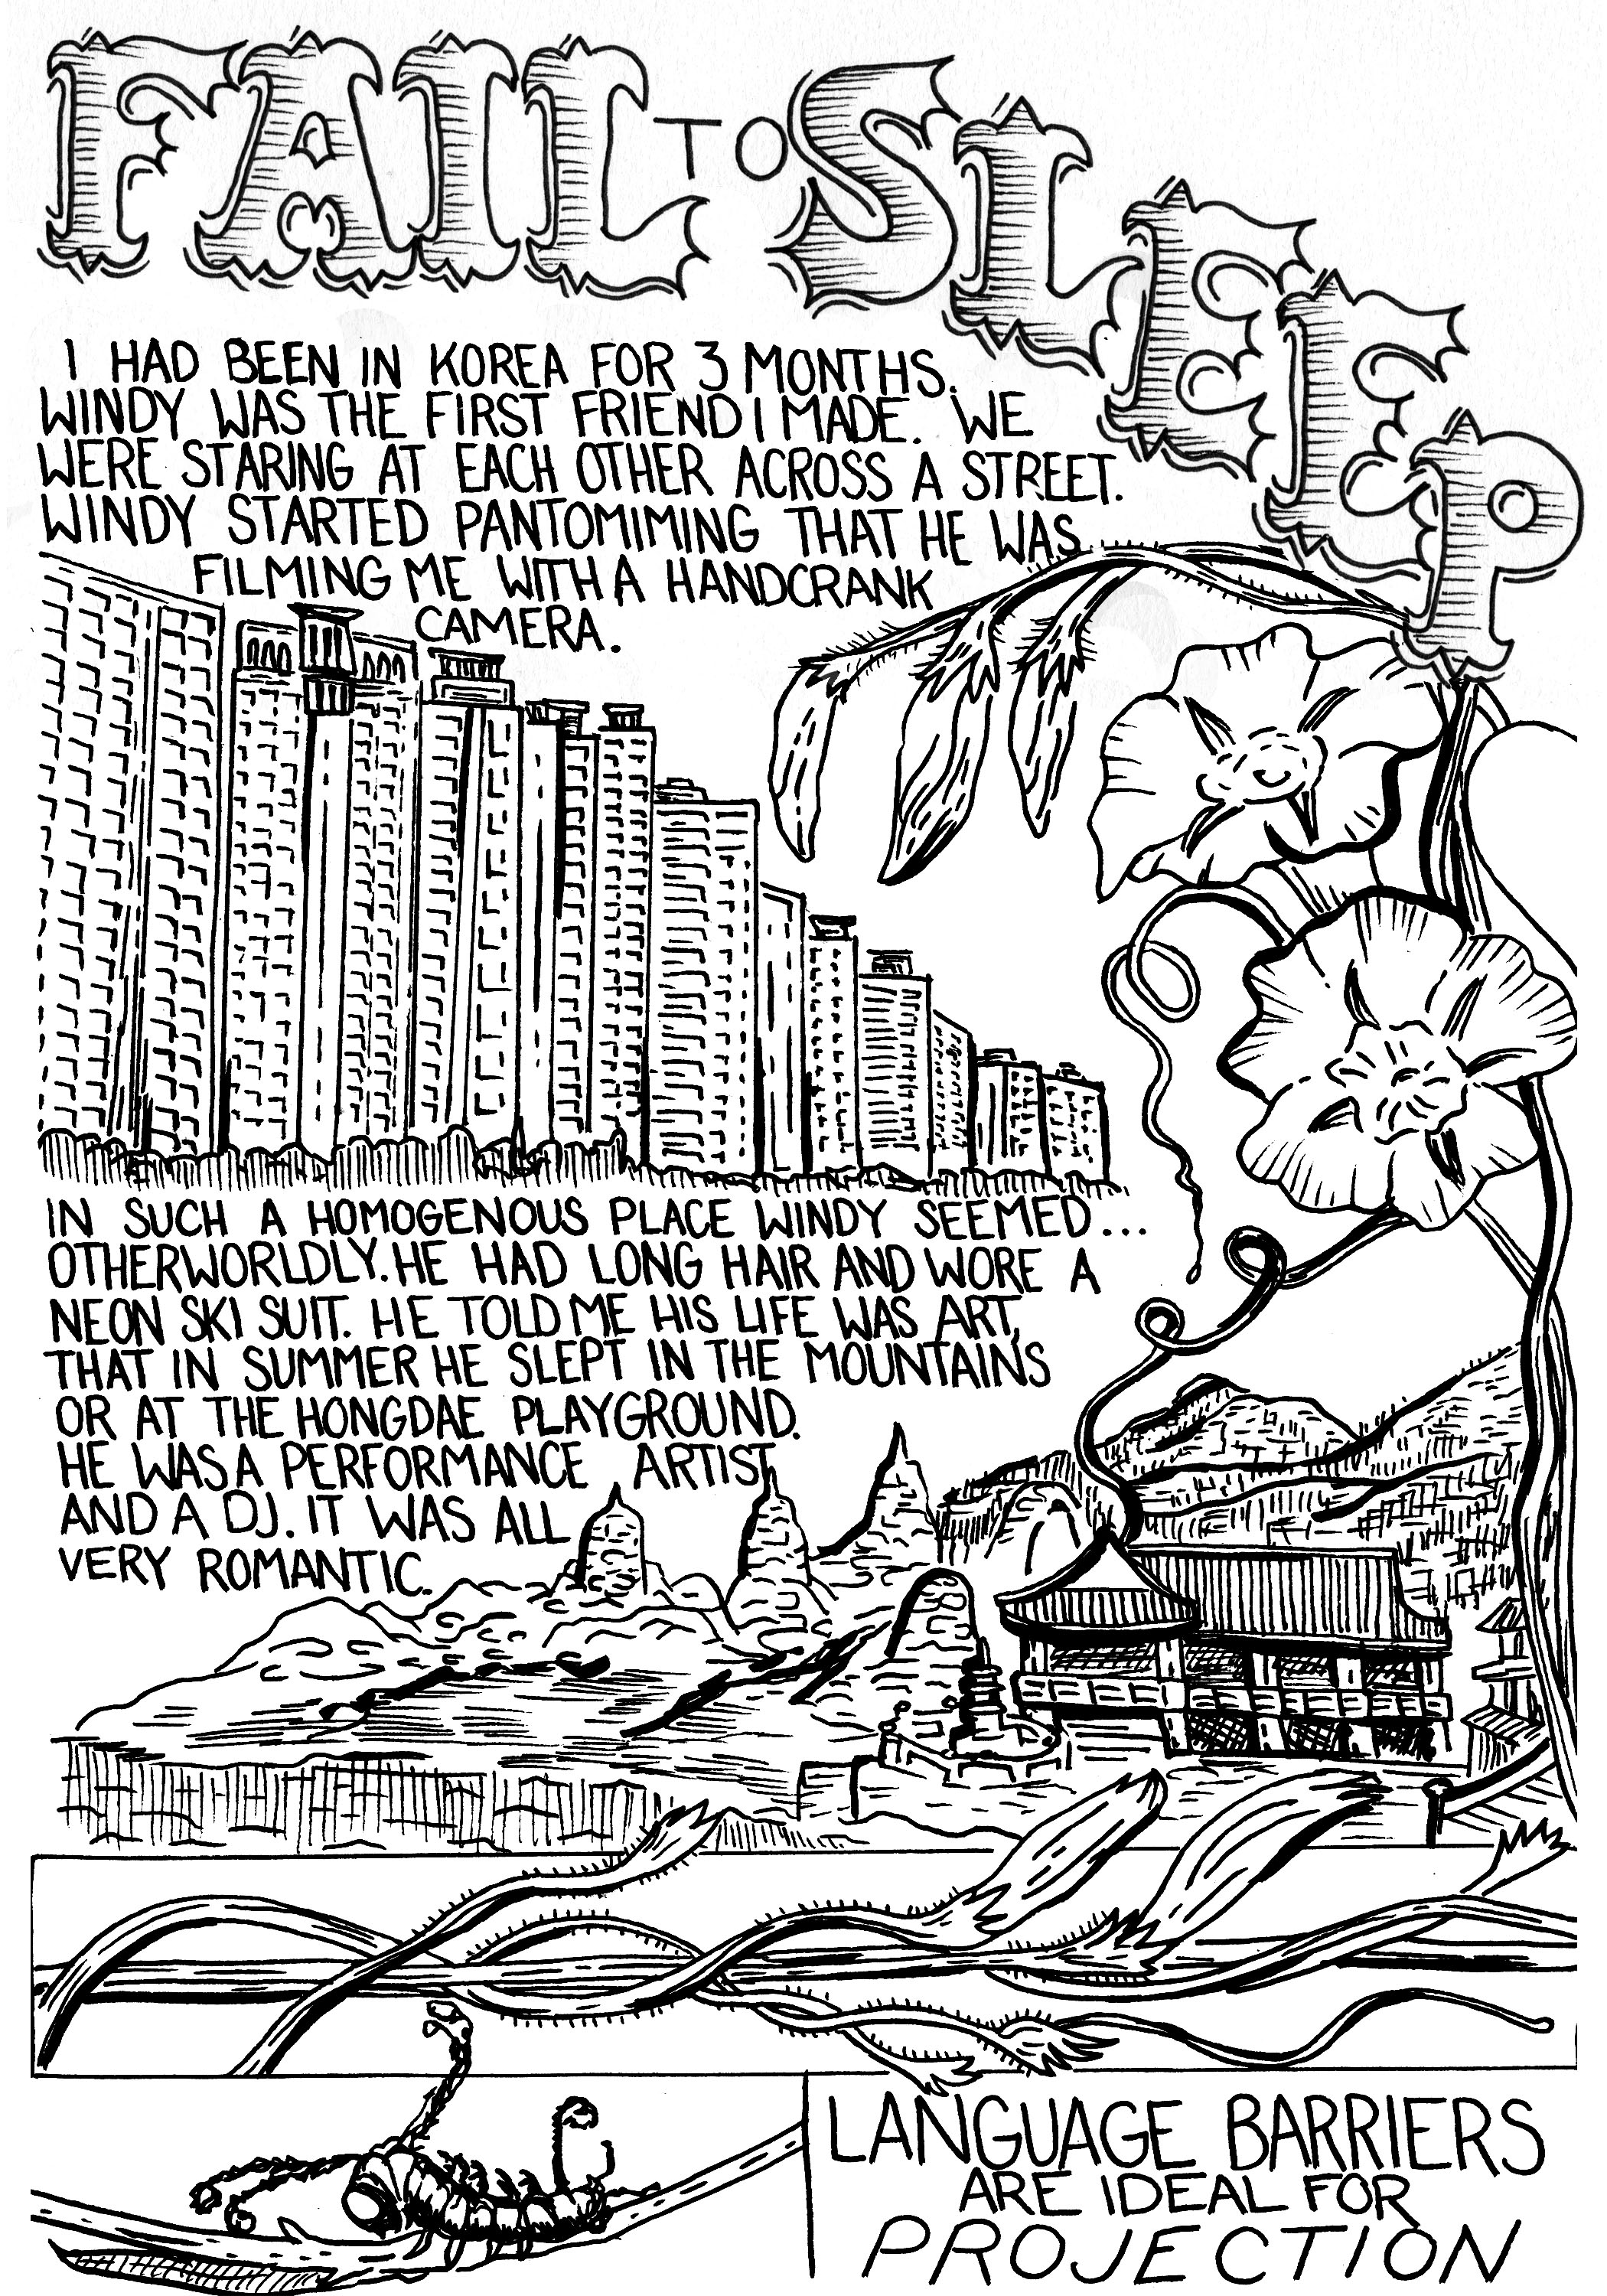 FAIL TO SLEEP
I HAD BEEN IN KOREA FOR 3 MONTHS.
WINDY WAS THE FIRST FRIEND I MADE. WE
WERE STARING AT EACH OTHER ACROSS A STREET.
WINDY STARTED PANTOMIMING THAT HE WAS
FILMING ME WITH A HANDCRANK
CAMERA.
IN SUCH A HOMOGENOUS PLACE WINDY SEEMED...
OTHERWORLDLY. HE HAD LONG HAIR AND WORE A
NEON SKI SUIT. HE TOLD ME HIS LIFE WAS ART,
THAT IN SUMMER HE SLEPT IN THE MOUNTAINS
OR AT THE HONGDAE PLAYGROUND.
HE WAS A PERFORMANCE ARTIST
AND A DJ. IT WAS ALL
VERY ROMANTIC.
LANGUAGE BARRIERS
ARE IDEAL FOR
PROJECTION